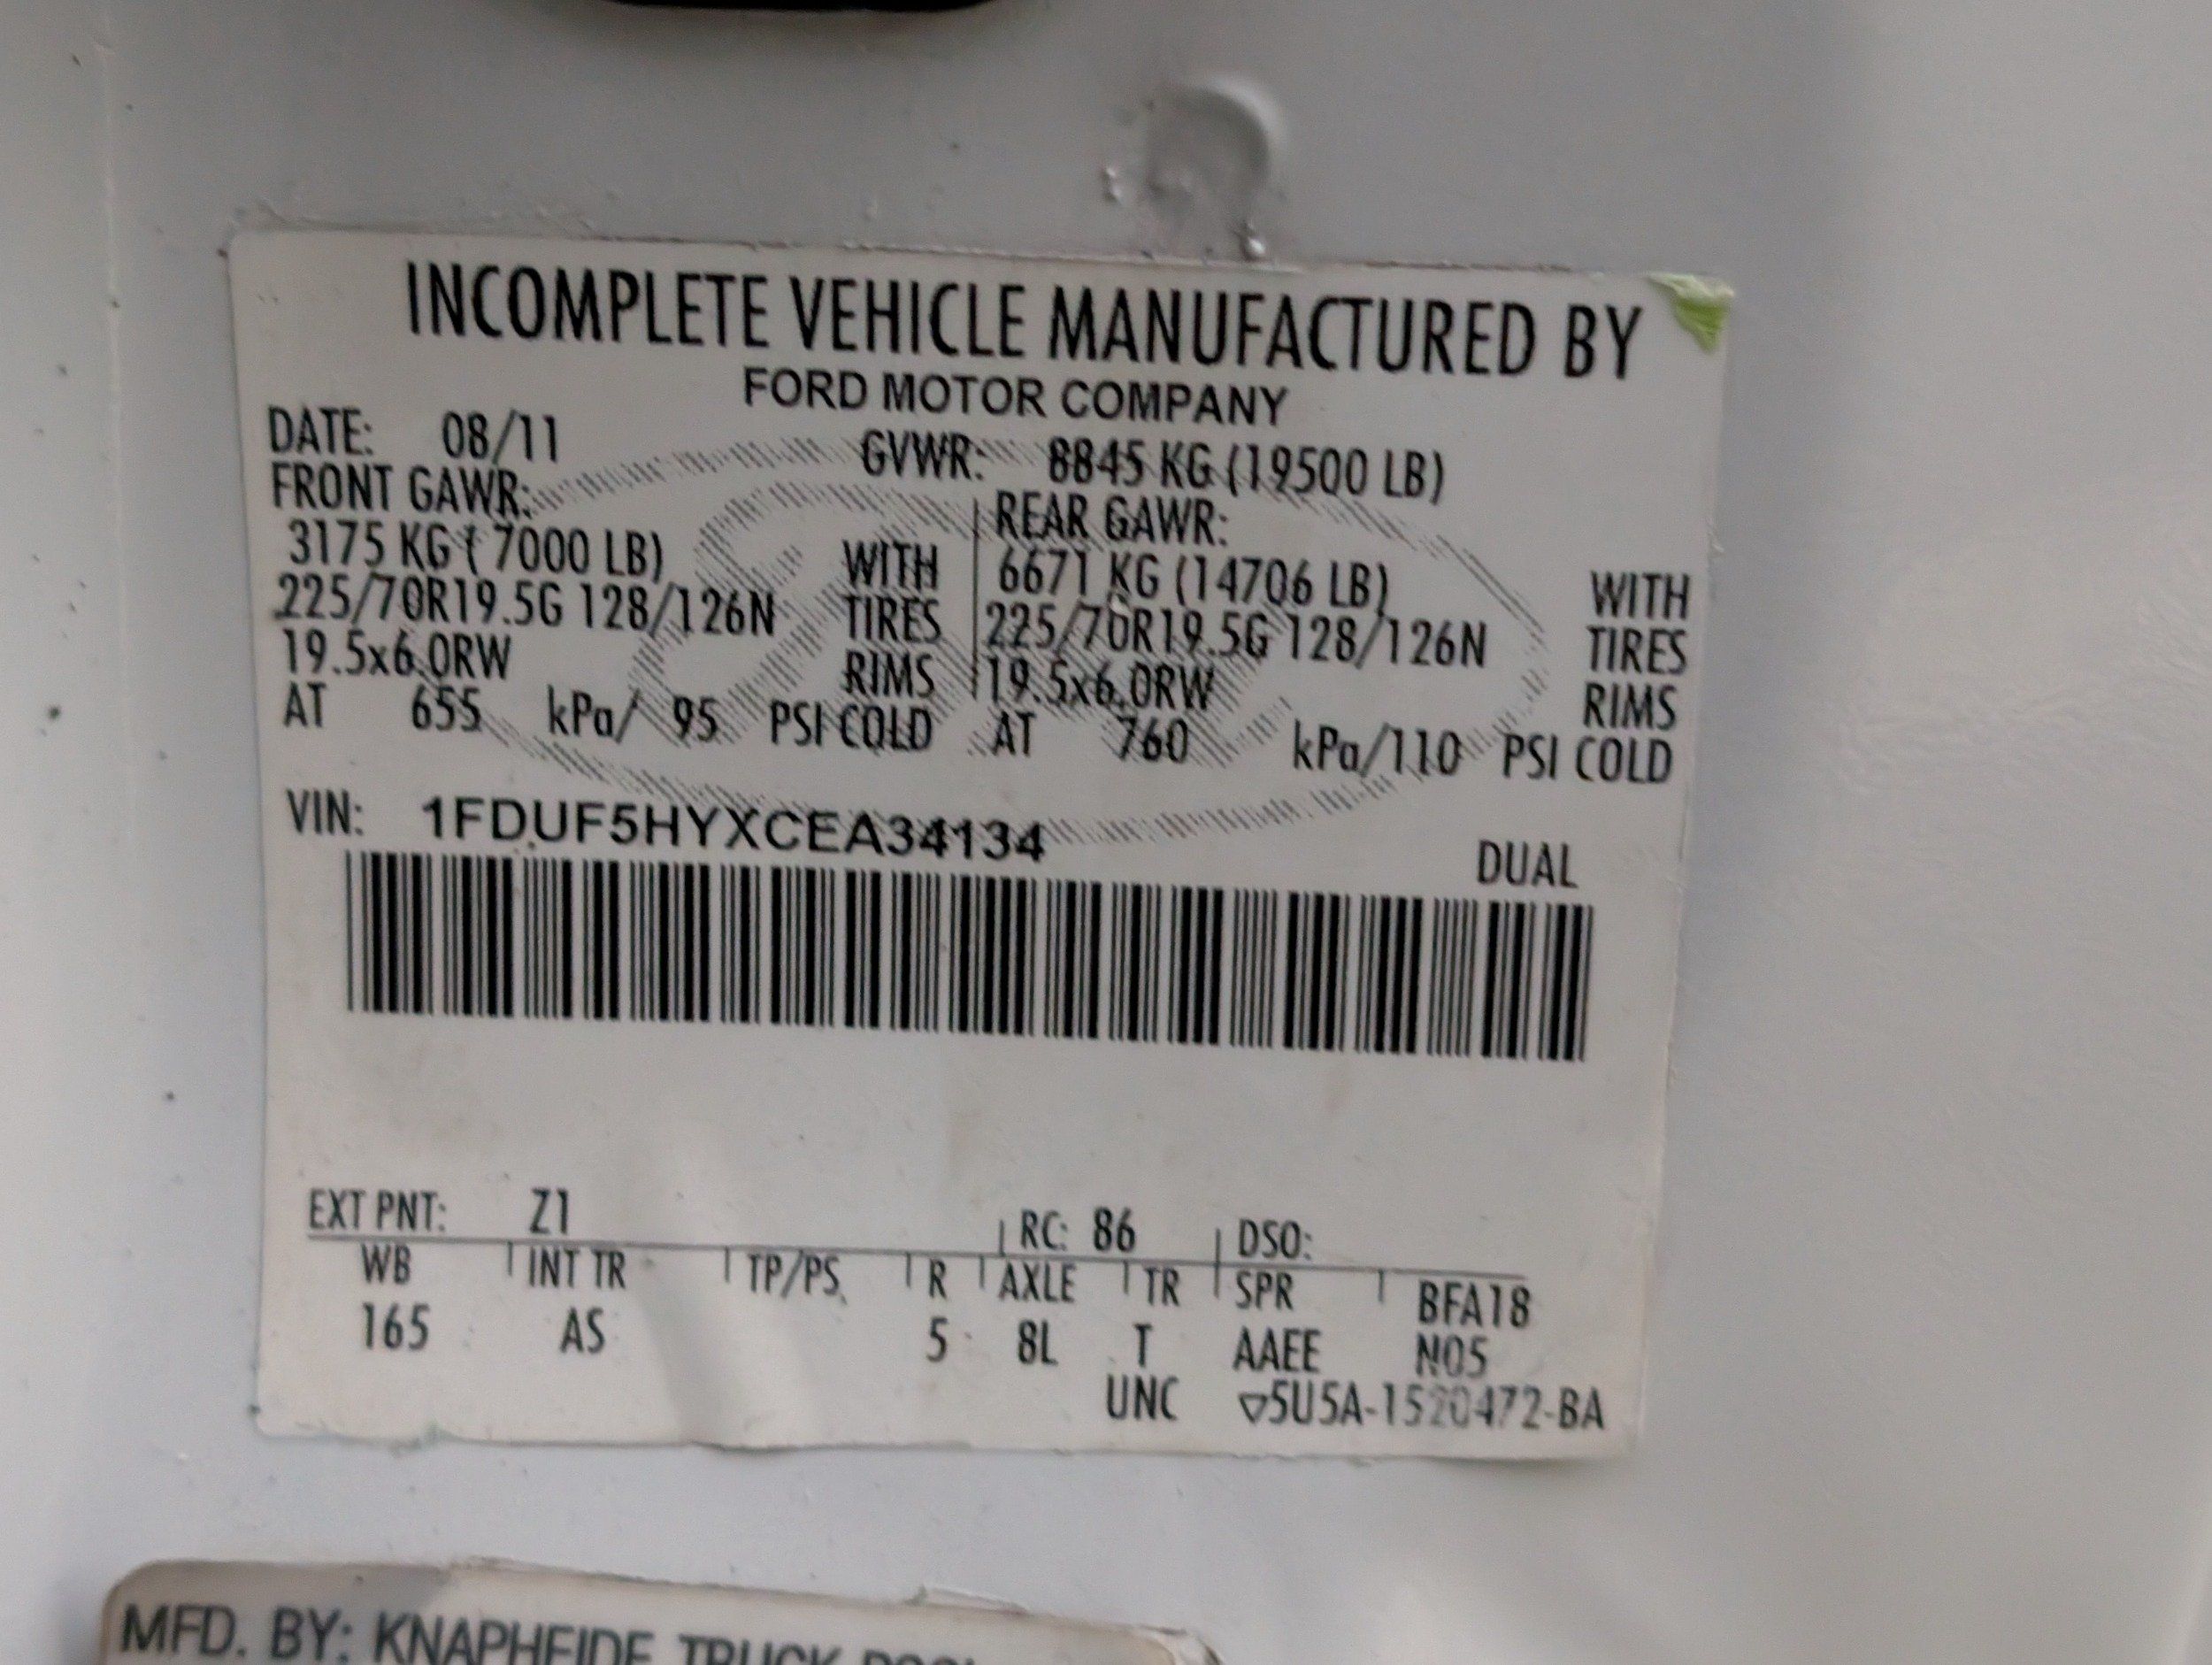 INCOMPLETE VEHICLE MANUFACTURED BY
FORD MOTOR COMPANY
DATE: 08/11 GVWR: 8845 KG (19500 LB)
FRONT GAWR: REAR GAWR:
3175 KG ( 7000 LB) WITH 6671 KG (14706 LB) WITH
225/70R19.5G 128/126N TIRES 225/70R19.5G 128/126N TIRES
19.5x6.0RW RIMS 19.5x6.0RW RIMS
AT 655 kPa/ 95 PSI COLD AT 760 kPa/110 PSI COLD
VIN: 1FDUF5HYXCEA34134
DUAL
EXT PNT: Z1 RC: 86 DSO:
WB INT TR TP/PS R AXLE TR SPR BFA18
165 AS 5 8L T AAEE N05
UNC ▽5U5A-1520472-BA
MFD. BY: KNAPHEIDE TRUCK